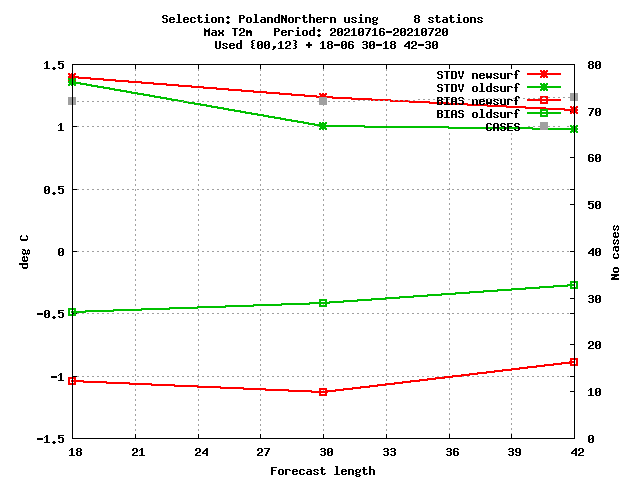 Selection: PolandNorthern using 8 stations
Max T2m Period: 20210716-20210720
Used {00,12} + 18-06 30-18 42-30
STDV newsurf
STDV oldsurf
BIAS newsurf
BIAS oldsurf
CASES
1.5
1
0.5
0
-0.5
-1
-1.5
deg C
80
70
60
50
40
30
20
10
0
No cases
18 21 24 27 30 33 36 39 42
Forecast length